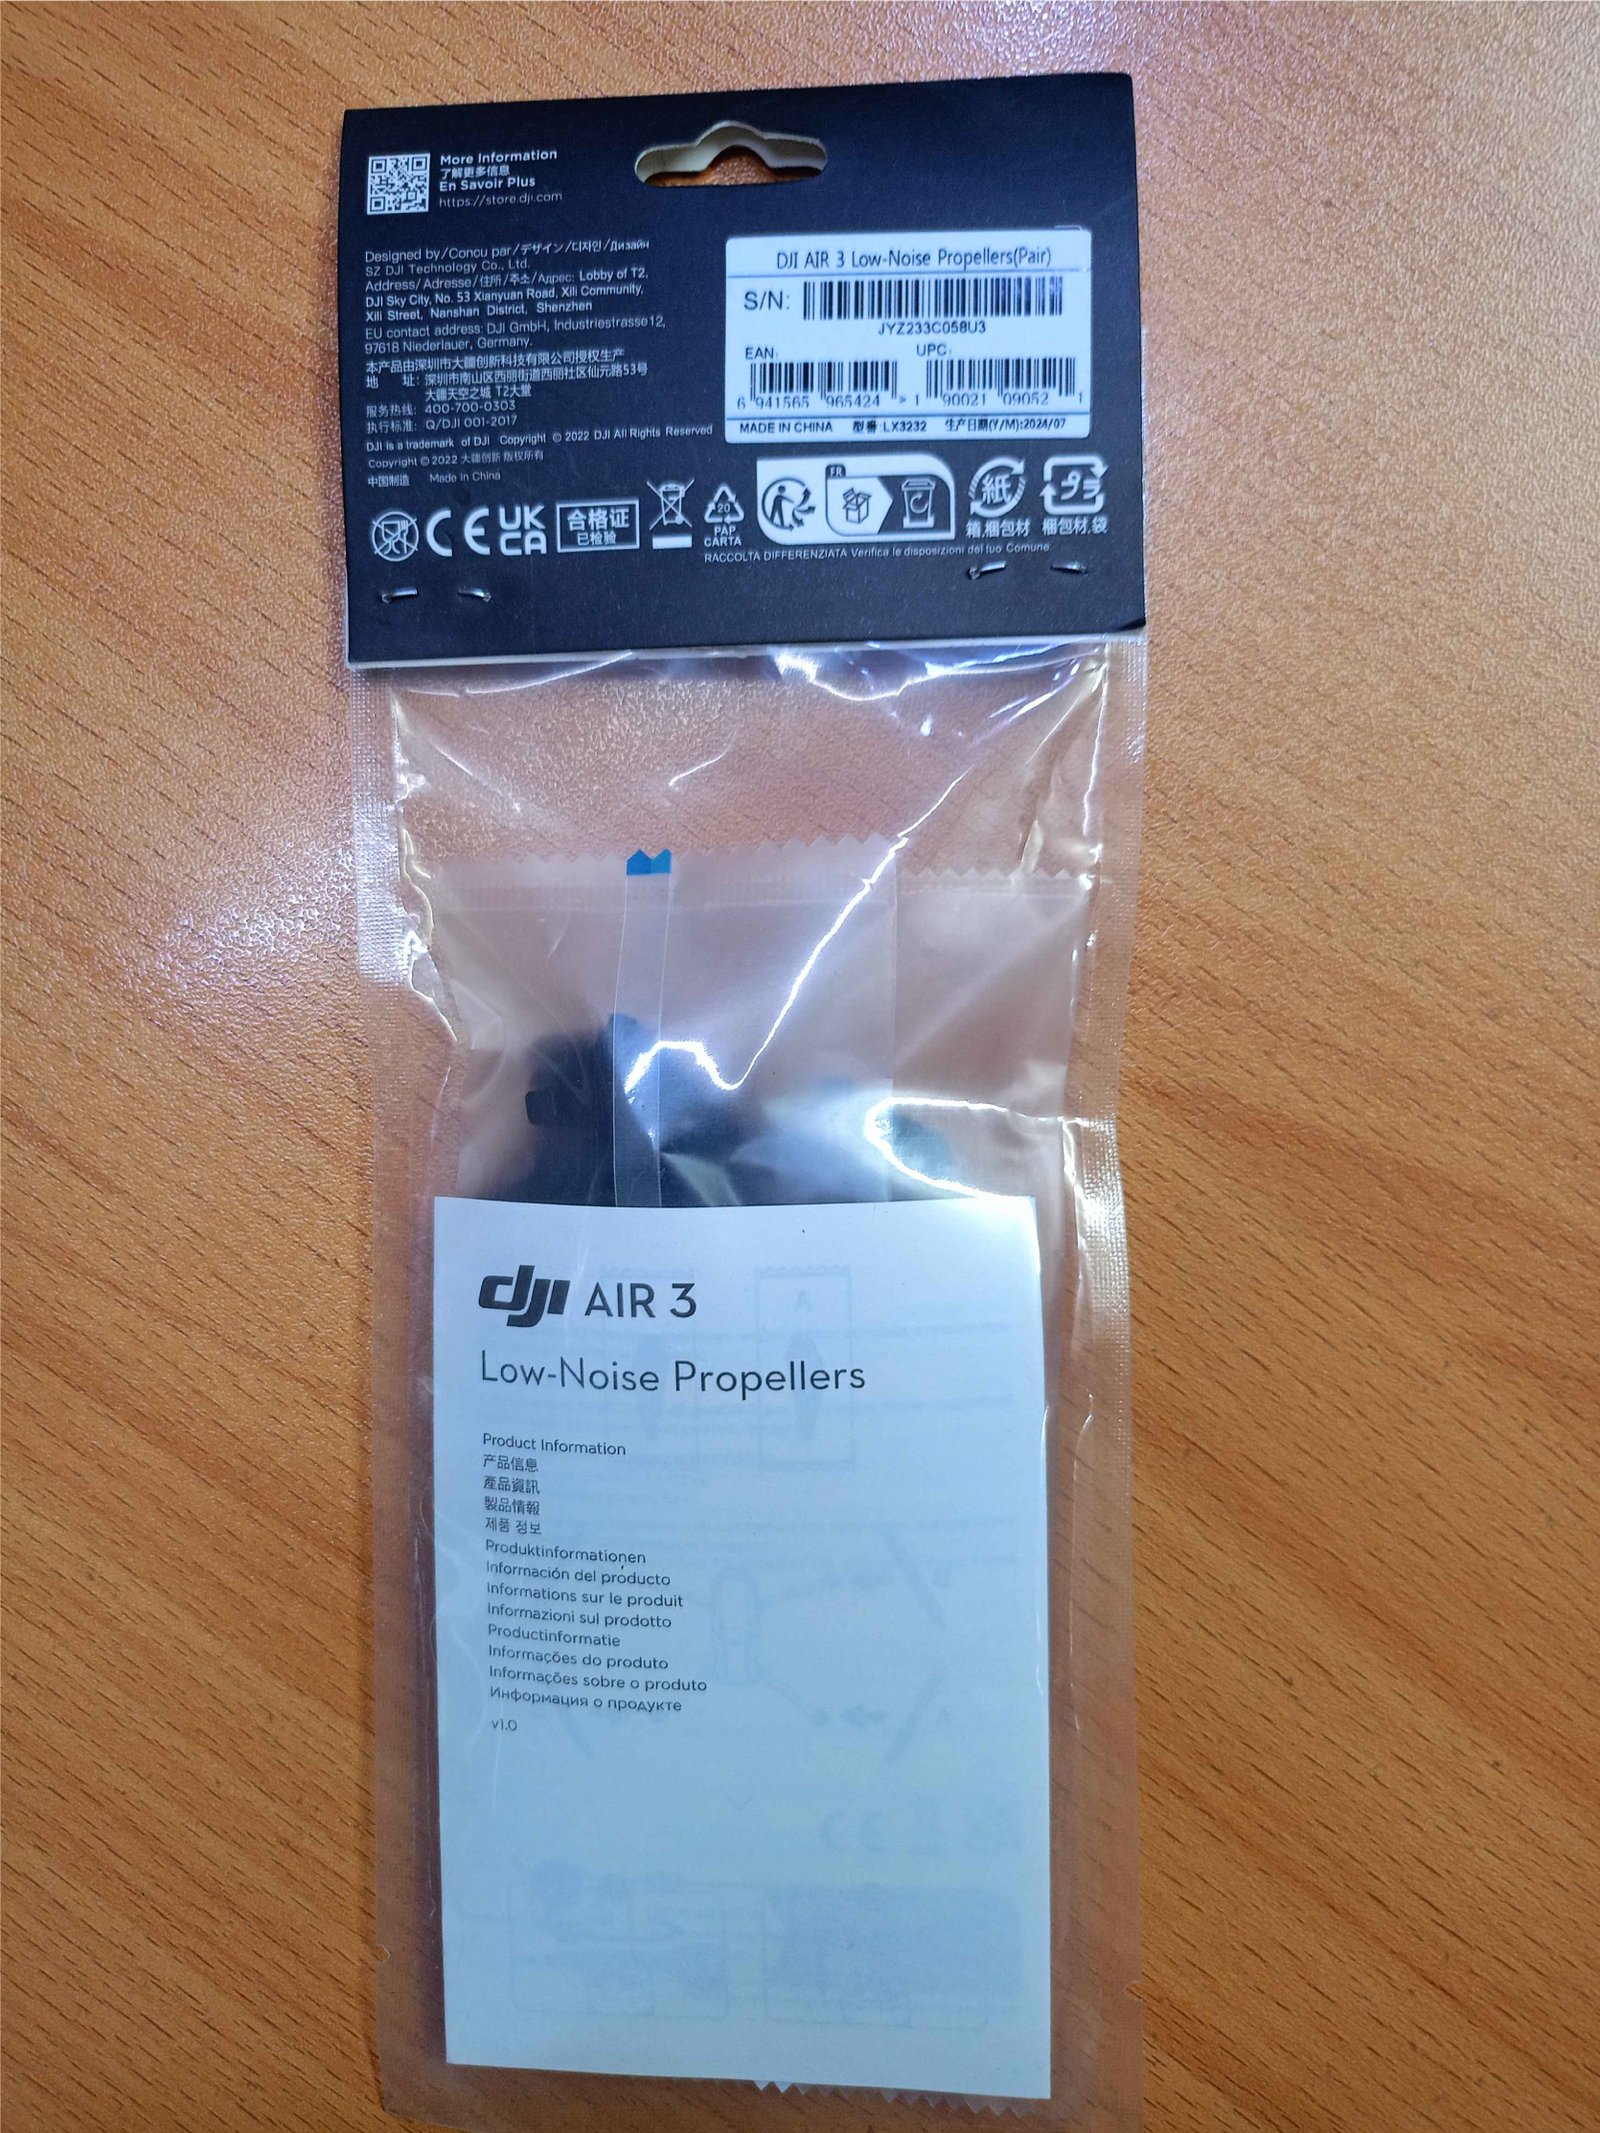 More Information
了解更多信息
En Savoir Plus
https://store.dji.com
Designed by/Concu par/デザイン/디자인/Дизайн
SZ DJI Technology Co., Ltd.
Address/Adresse/住所/주소/Адрес: Lobby of T2,
DJI Sky City, No. 53 Xianyuan Road, Xili Community,
Xili Street, Nanshan District, Shenzhen
EU contact address: DJI GmbH, Industriestrasse12,
97618 Niederlauer, Germany.
本产品由深圳市大疆创新科技有限公司授权生产
地 址: 深圳市南山区西丽街道西丽社区仙元路53号
大疆天空之城 T2大堂
服务热线: 400-700-0303
执行标准: Q/DJI 001-2017
DJI is a trademark of DJI Copyright © 2022 DJI All Rights Reserved
Copyright © 2022 大疆创新 版权所有
中国制造 Made in China
DJI AIR 3 Low-Noise Propellers(Pair)
S/N:
JYZ233C058U3
EAN: UPC:
6 941565 965424 > 1 90021 09052 1
MADE IN CHINA 型番:LX3232 生产日期(Y/M):2024/07
CE
UK
CA
合格证
已检验
20
PAP
CARTA
FR
紙
箱,梱包材
プラ
梱包材,袋
RACCOLTA DIFFERENZIATA Verifica le disposizioni del tuo Comune.
dji AIR 3
Low-Noise Propellers
Product Information
产品信息
產品資訊
製品情報
제품 정보
Produktinformationen
Información del producto
Informations sur le produit
Informazioni sul prodotto
Productinformatie
Informações do produto
Informações sobre o produto
Информация о продукте
v1.0